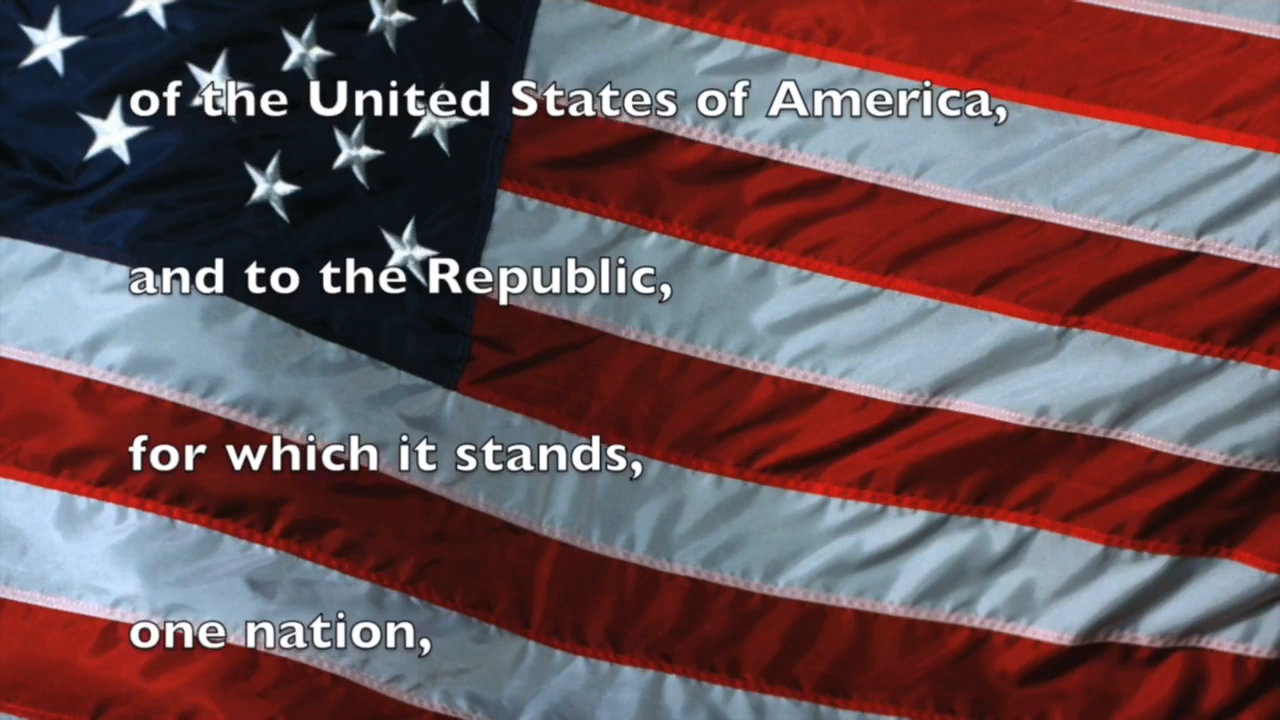 of the United States of America,
and to the Republic,
for which it stands,
one nation,